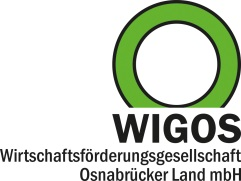 WIGOS
Wirtschaftsförderungsgesellschaft
Osnabrücker Land mbH